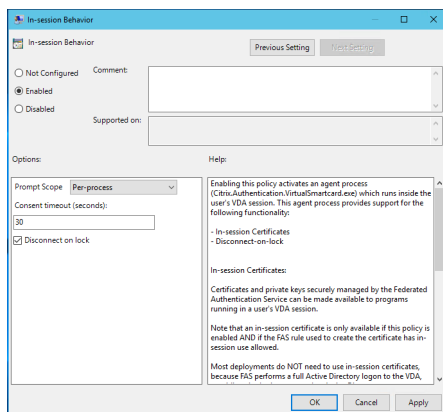 In-session Behavior
In-session Behavior
Previous Setting
Next Setting
Not Configured
Comment:
Enabled
Disabled
Supported on:
Options:
Help:
Prompt Scope
Per-process
Consent timeout (seconds):
30
Disconnect on lock
Enabling this policy activates an agent process
(Citrix.Authentication.VirtualSmartcard.exe) which runs inside the
user's VDA session. This agent process provides support for the
following functionality:
- In-session Certificates
- Disconnect-on-lock
In-session Certificates:
Certificates and private keys securely managed by the Federated
Authentication Service can be made available to programs
running in a user's VDA session.
Note that an in-session certificate is only available if this policy is
enabled AND if the FAS rule used to create the certificate has in-
session use allowed.
Most deployments do NOT need to use in-session certificates,
because FAS performs a full Active Directory logon to the VDA,
OK
Cancel
Apply